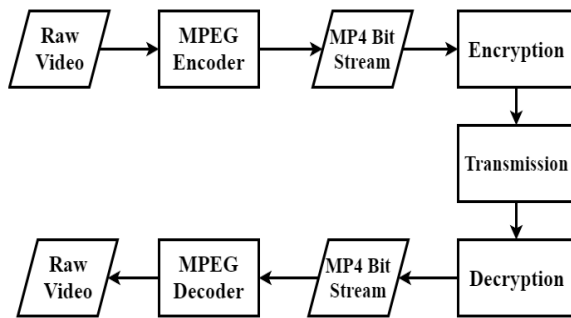 Raw
Video
MPEG
Encoder
MP4 Bit
Stream
Encryption
Transmission
Raw
Video
MPEG
Decoder
MP4 Bit
Stream
Decryption